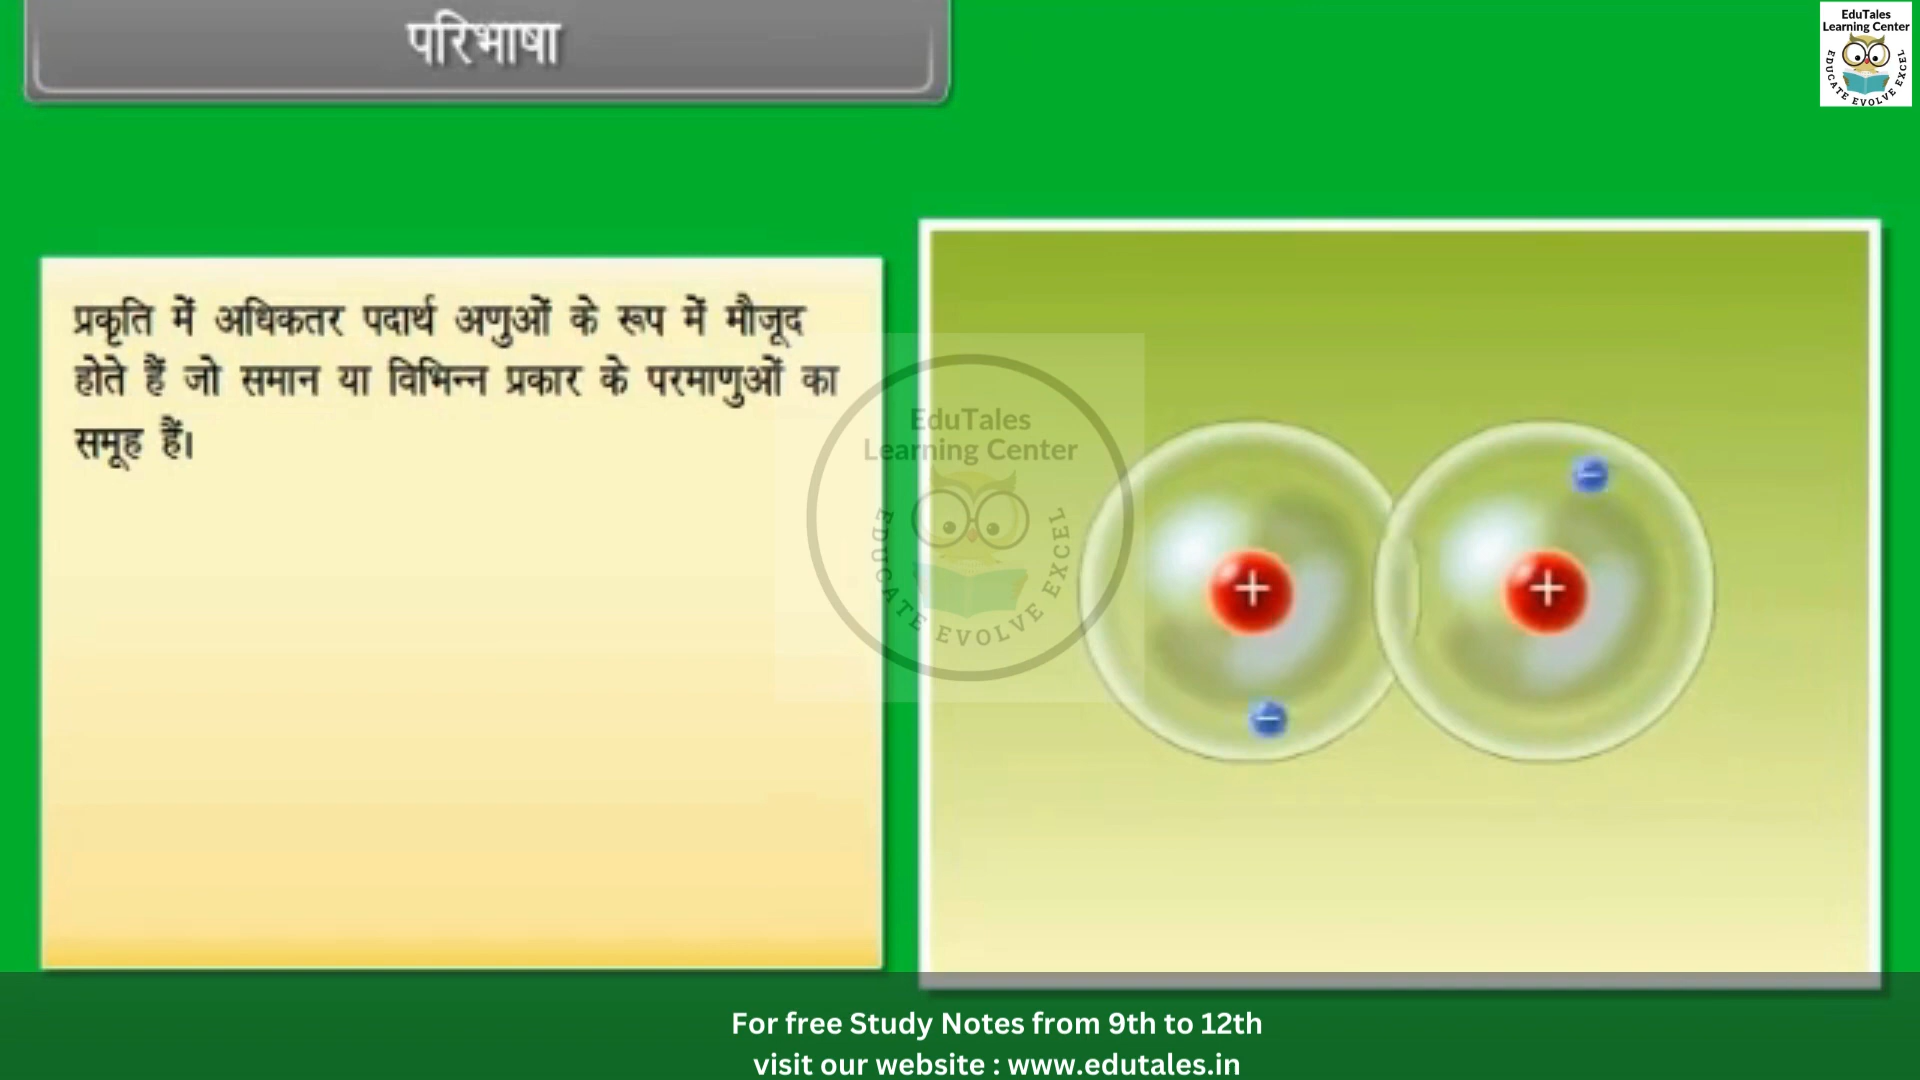 परिभाषा
EduTales
Learning Center
EDUCATE EVOLVE EXCEL
प्रकृति में अधिकतर पदार्थ अणुओं के रूप में मौजूद
होते हैं जो समान या विभिन्न प्रकार के परमाणुओं का
समूह हैं।
EduTales
Learning Center
EDUCATE EVOLVE EXCEL
+
+
−
−
For free Study Notes from 9th to 12th
visit our website : www.edutales.in